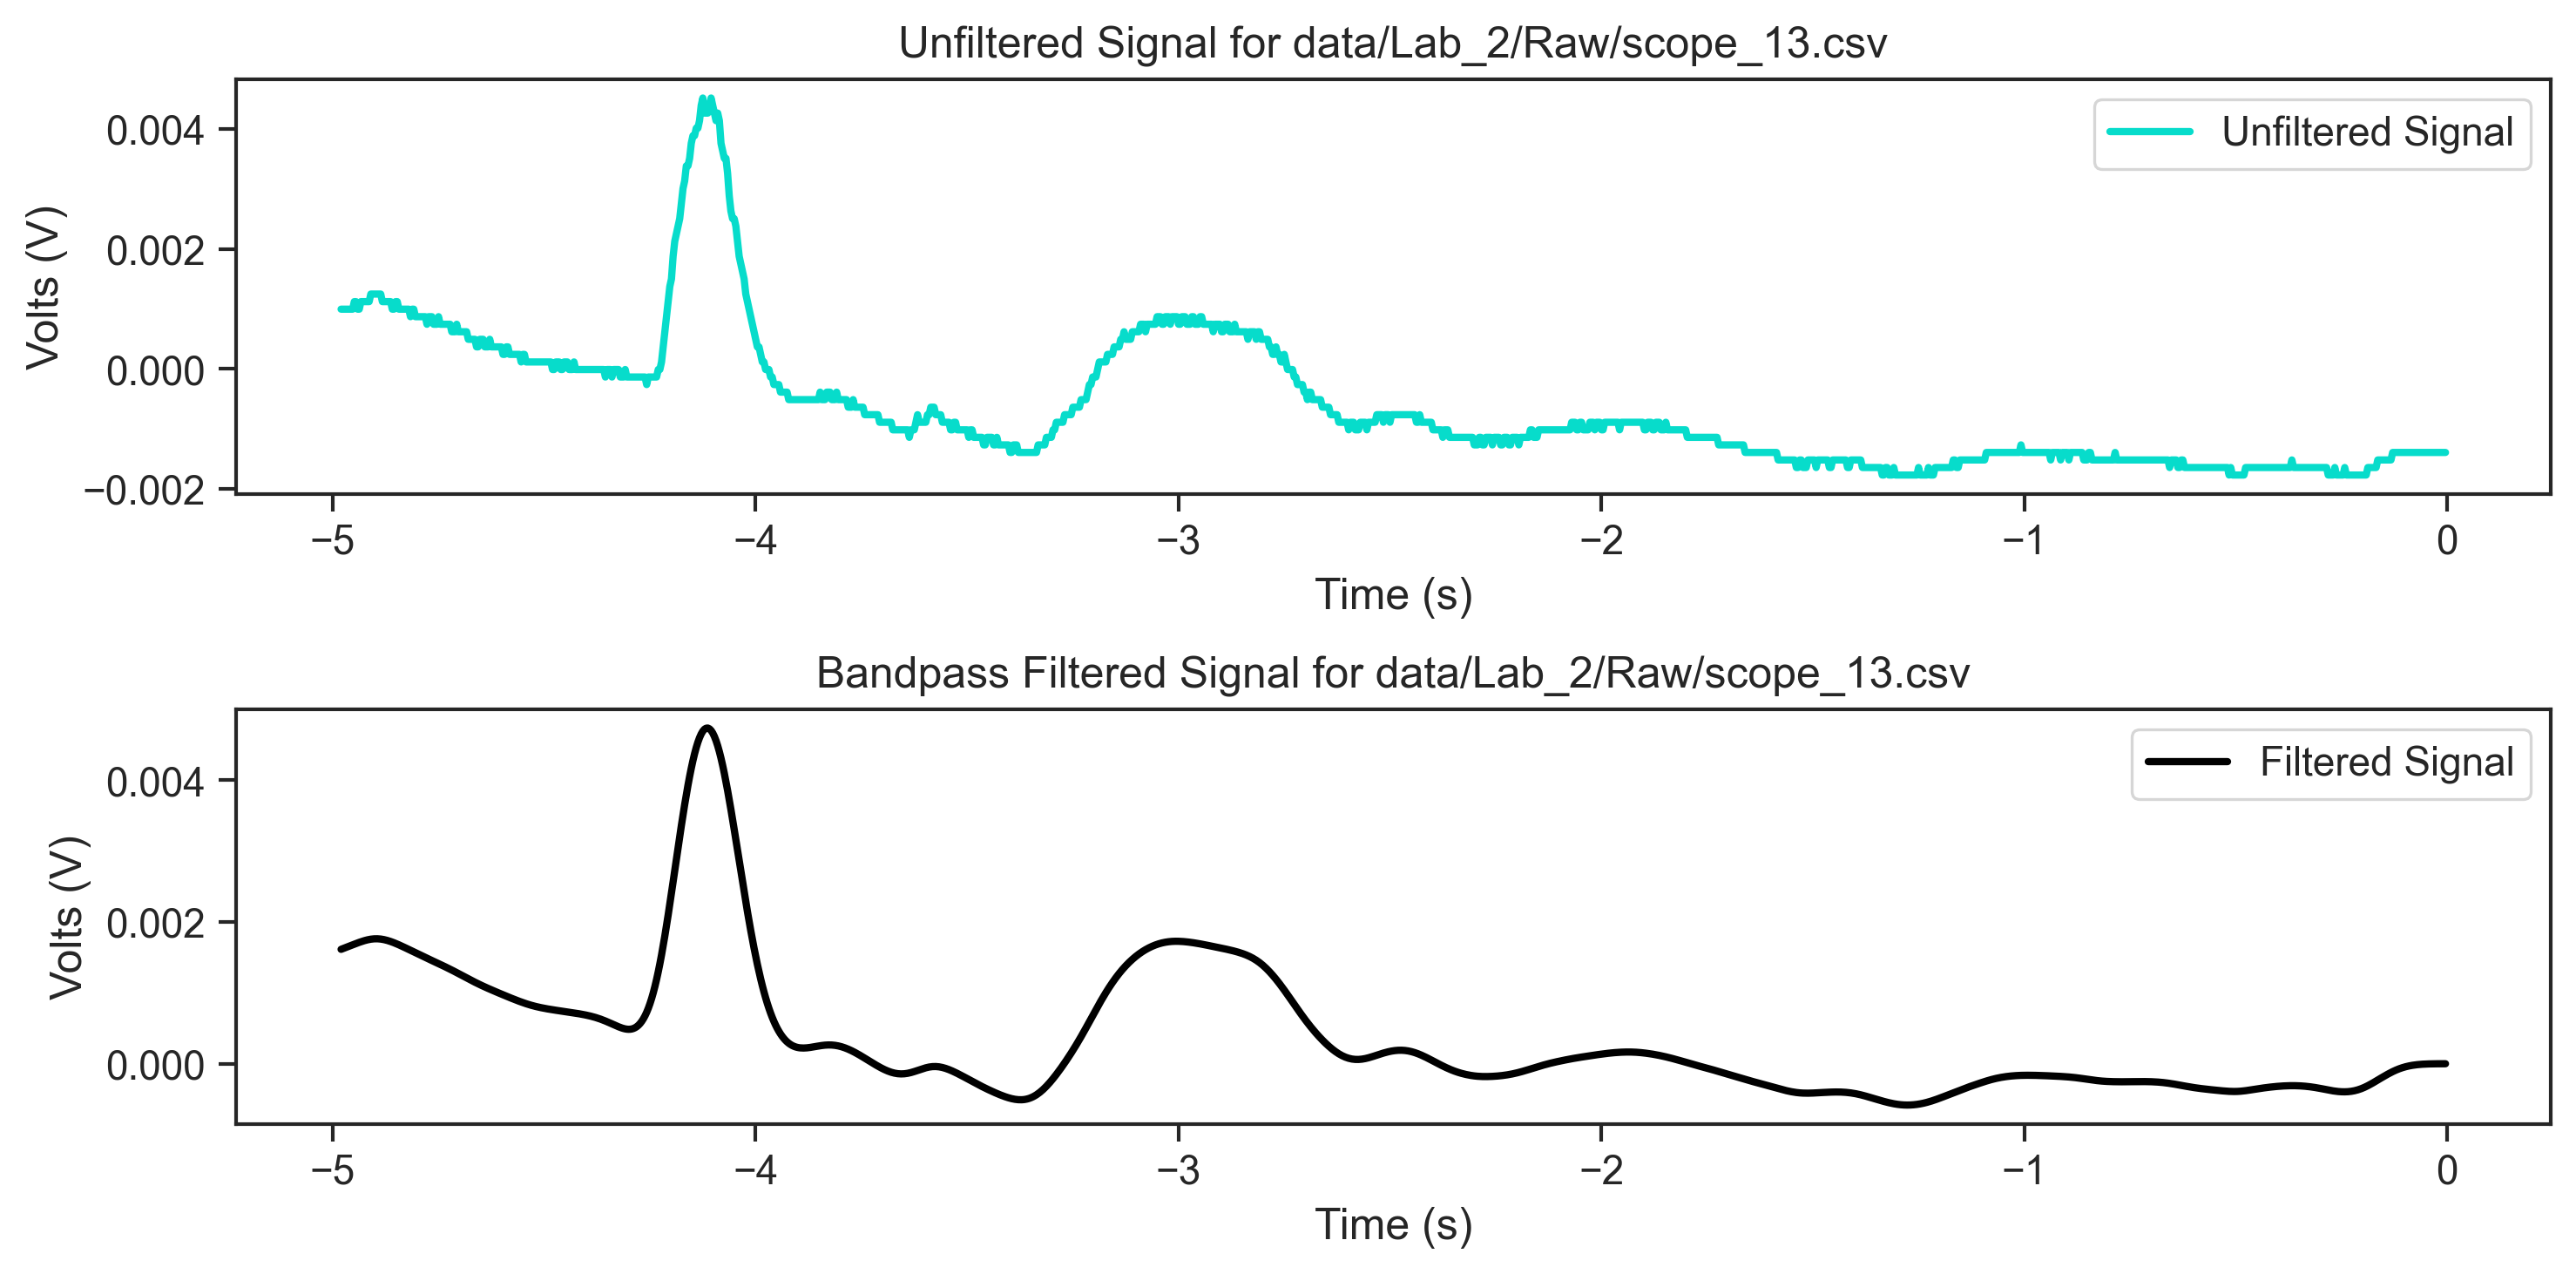 Unfiltered Signal for data/Lab_2/Raw/scope_13.csv
Unfiltered Signal
Volts (V)
0.004
0.002
0.000
−0.002
−5 −4 −3 −2 −1 0
Time (s)
Bandpass Filtered Signal for data/Lab_2/Raw/scope_13.csv
Filtered Signal
Volts (V)
0.004
0.002
0.000
−5 −4 −3 −2 −1 0
Time (s)